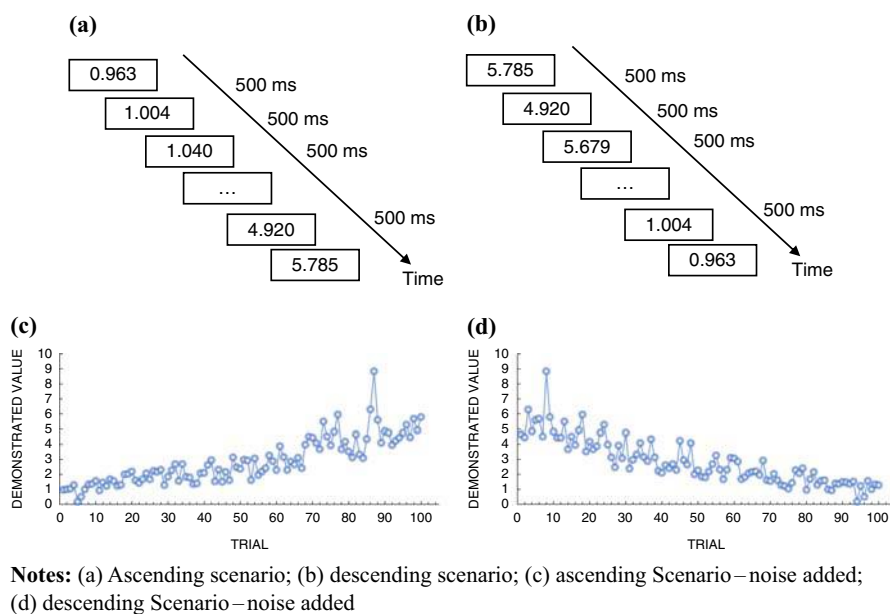 (a)
0.963
1.004
1.040
...
4.920
5.785
500 ms
500 ms
500 ms
500 ms
Time
(b)
5.785
4.920
5.679
...
1.004
0.963
500 ms
500 ms
500 ms
500 ms
Time
(c)
DEMONSTRATED VALUE
10
9
8
7
6
5
4
3
2
1
0
0 10 20 30 40 50 60 70 80 90 100
TRIAL
(d)
DEMONSTRATED VALUE
10
9
8
7
6
5
4
3
2
1
0
0 10 20 30 40 50 60 70 80 90 100
TRIAL
Notes: (a) Ascending scenario; (b) descending scenario; (c) ascending Scenario – noise added;
(d) descending Scenario – noise added